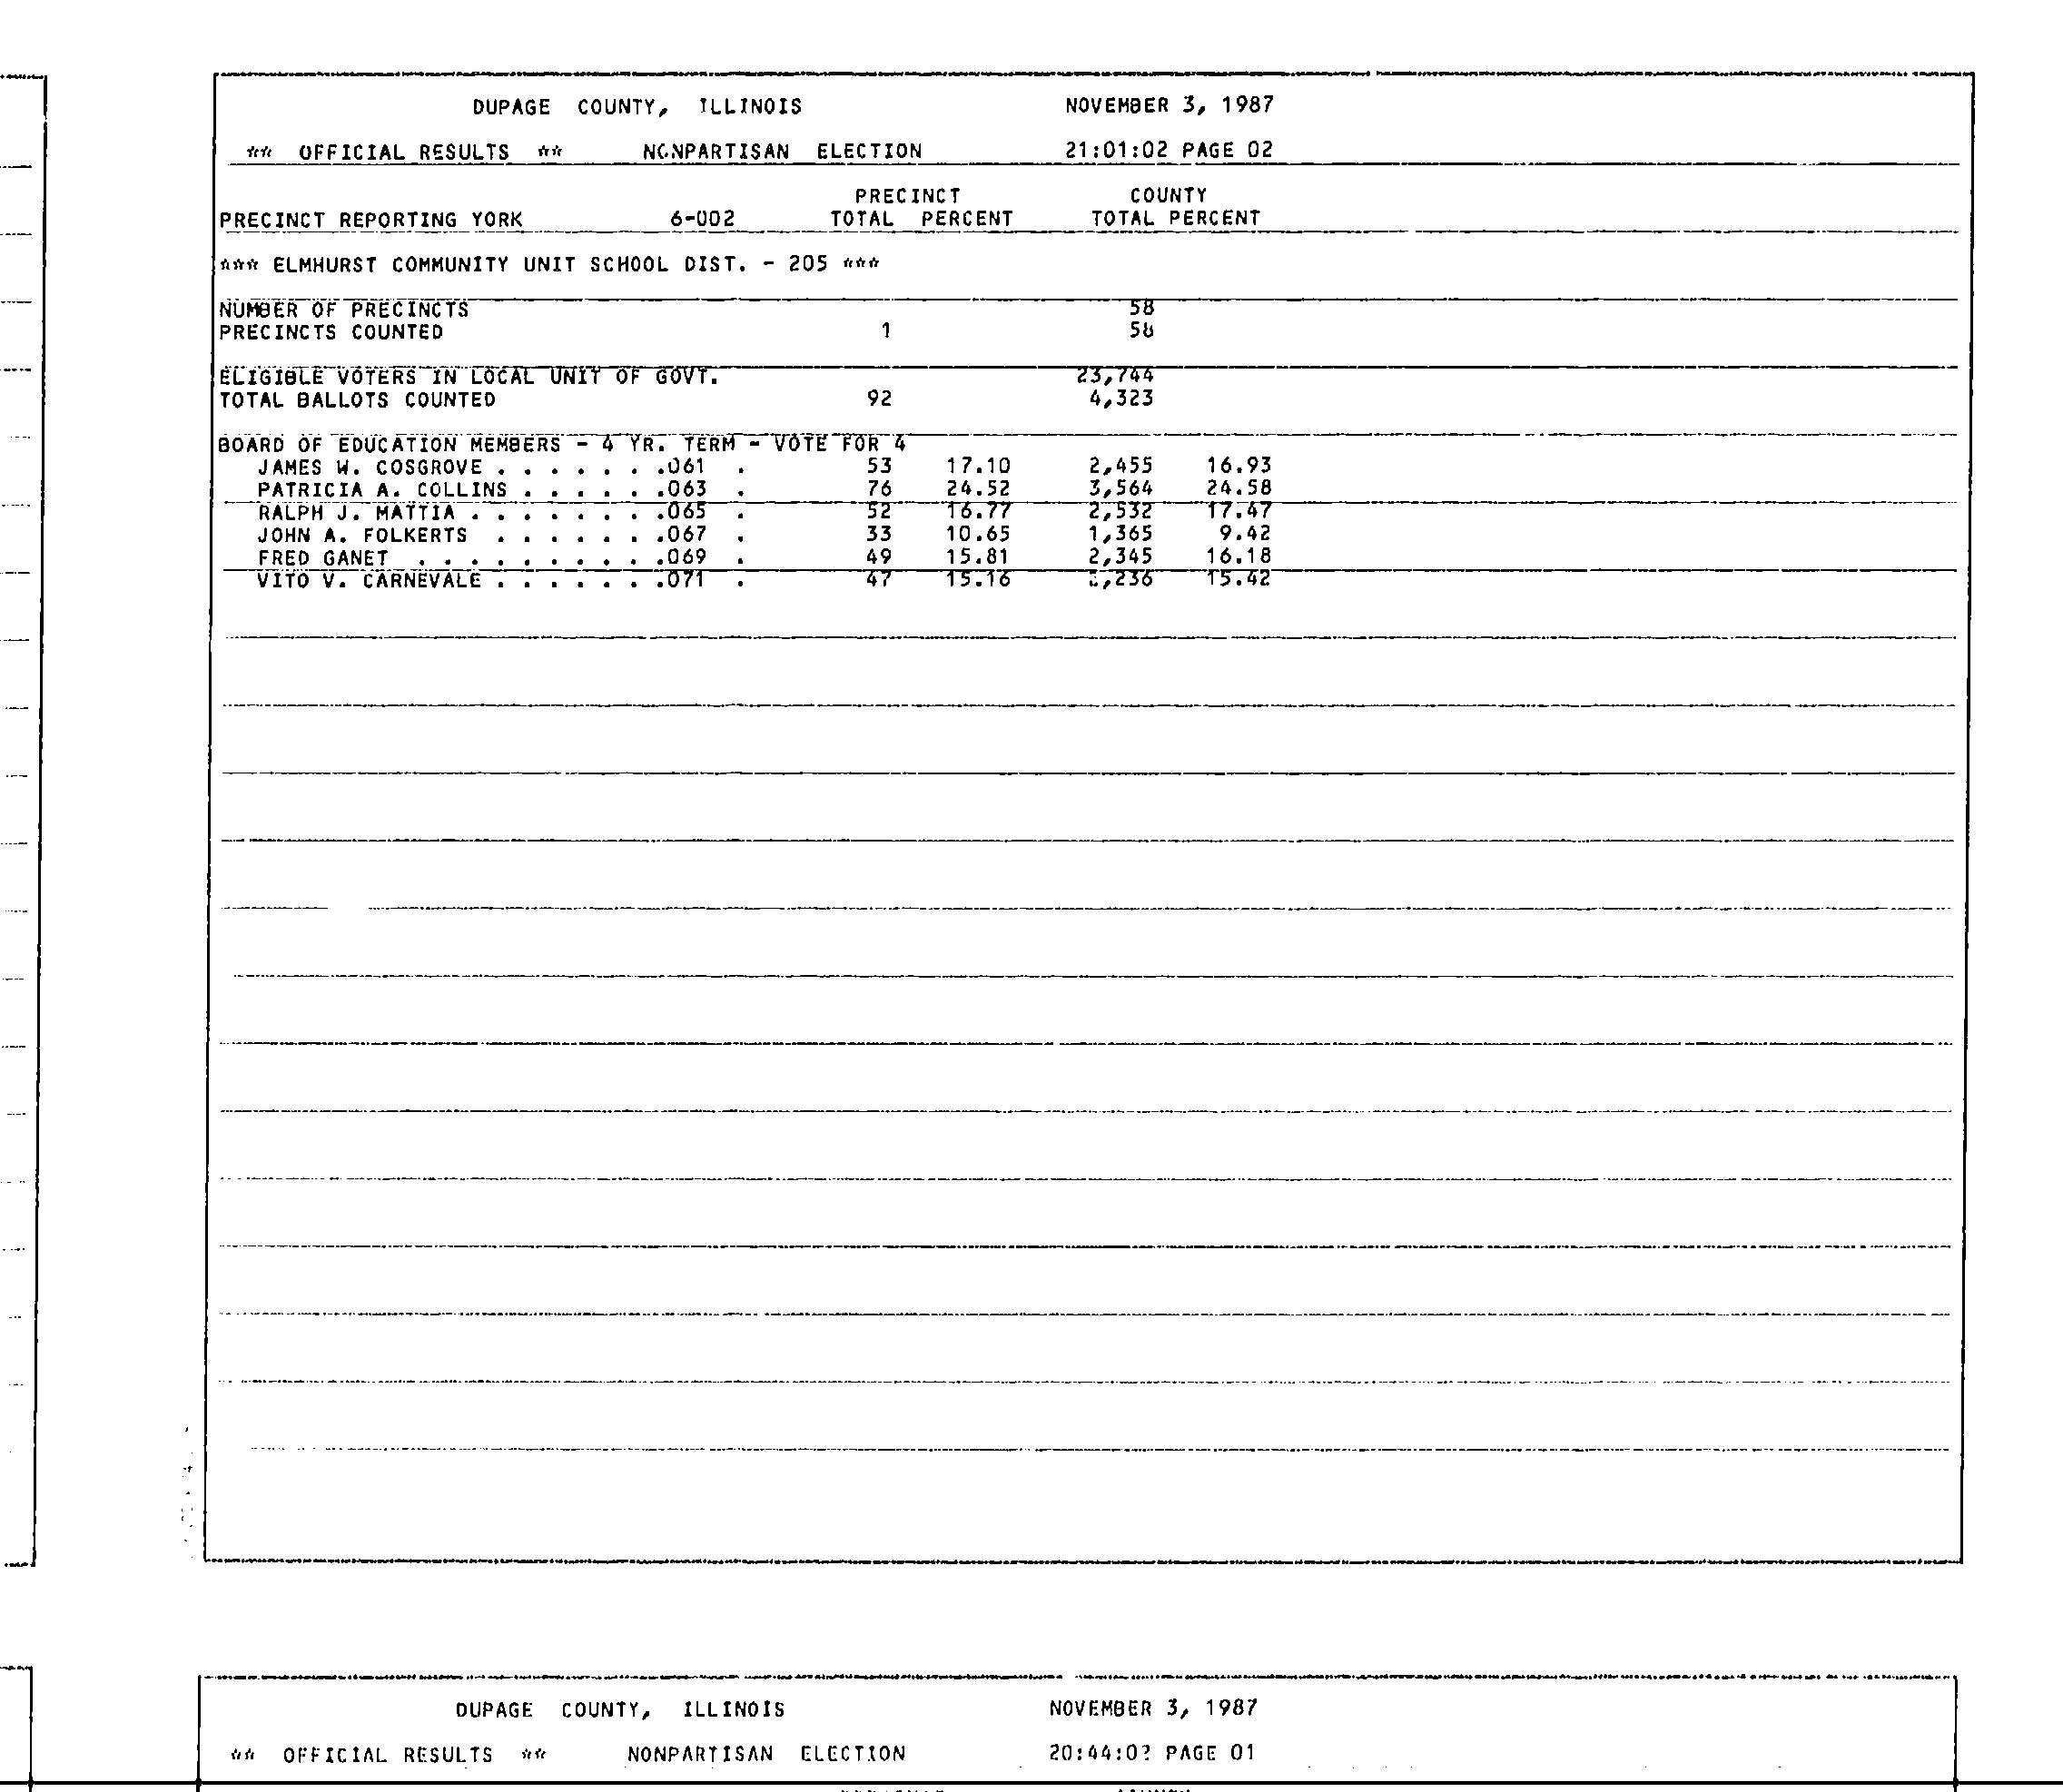 DUPAGE COUNTY, ILLINOIS NOVEMBER 3, 1987
** OFFICIAL RESULTS ** NONPARTISAN ELECTION 21:01:02 PAGE 02
PRECINCT COUNTY
PRECINCT REPORTING YORK 6-002 TOTAL PERCENT TOTAL PERCENT
*** ELMHURST COMMUNITY UNIT SCHOOL DIST. - 205 ***
NUMBER OF PRECINCTS 58
PRECINCTS COUNTED 1 58
ELIGIBLE VOTERS IN LOCAL UNIT OF GOVT. 23,744
TOTAL BALLOTS COUNTED 92 4,323
BOARD OF EDUCATION MEMBERS - 4 YR. TERM - VOTE FOR 4
JAMES W. COSGROVE . . . . . . .061 . 53 17.10 2,455 16.93
PATRICIA A. COLLINS . . . . . .063 . 76 24.52 3,564 24.58
RALPH J. MATTIA . . . . . . . .065 . 52 16.77 2,532 17.47
JOHN A. FOLKERTS . . . . . . .067 . 33 10.65 1,365 9.42
FRED GANET . . . . . . . . . .069 . 49 15.81 2,345 16.18
VITO V. CARNEVALE . . . . . . .071 . 47 15.16 2,236 15.42
DUPAGE COUNTY, ILLINOIS NOVEMBER 3, 1987
** OFFICIAL RESULTS ** NONPARTISAN ELECTION PAGE 01